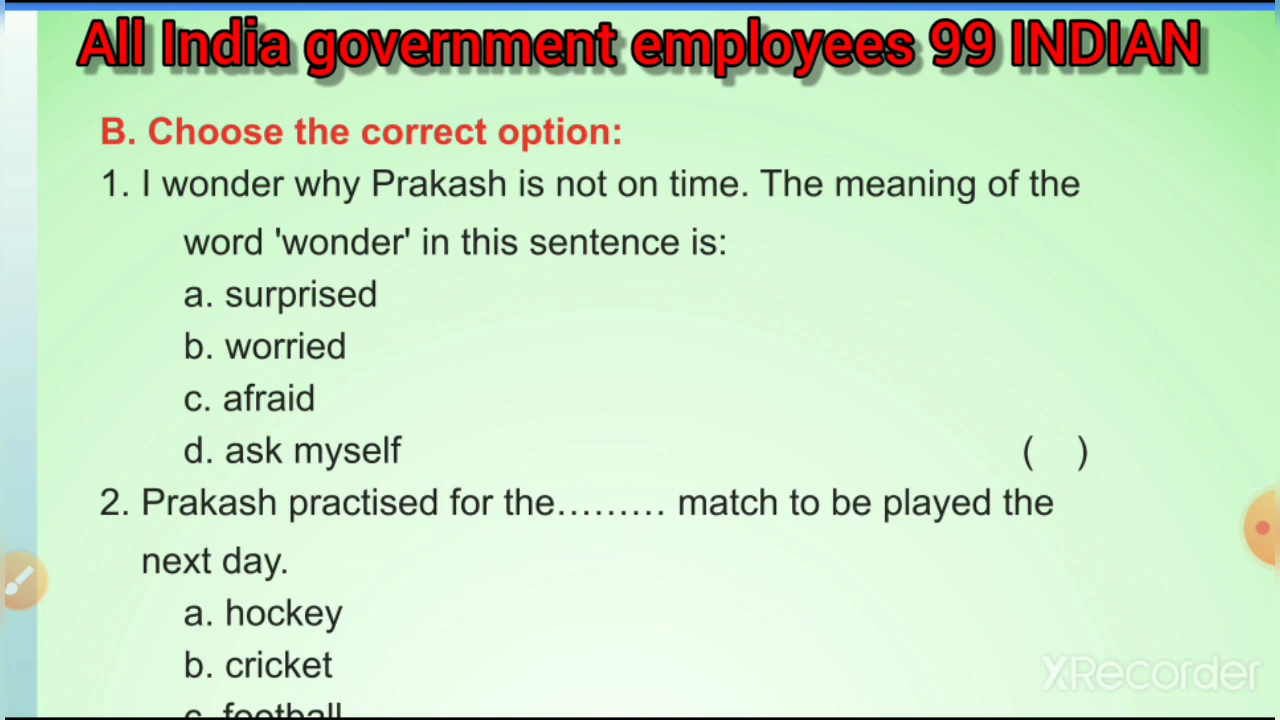 All India government employees 99 INDIAN
B. Choose the correct option:
1. I wonder why Prakash is not on time. The meaning of the
word 'wonder' in this sentence is:
a. surprised
b. worried
c. afraid
d. ask myself ( )
2. Prakash practised for the......... match to be played the
next day.
a. hockey
b. cricket
c. football
XRecorder